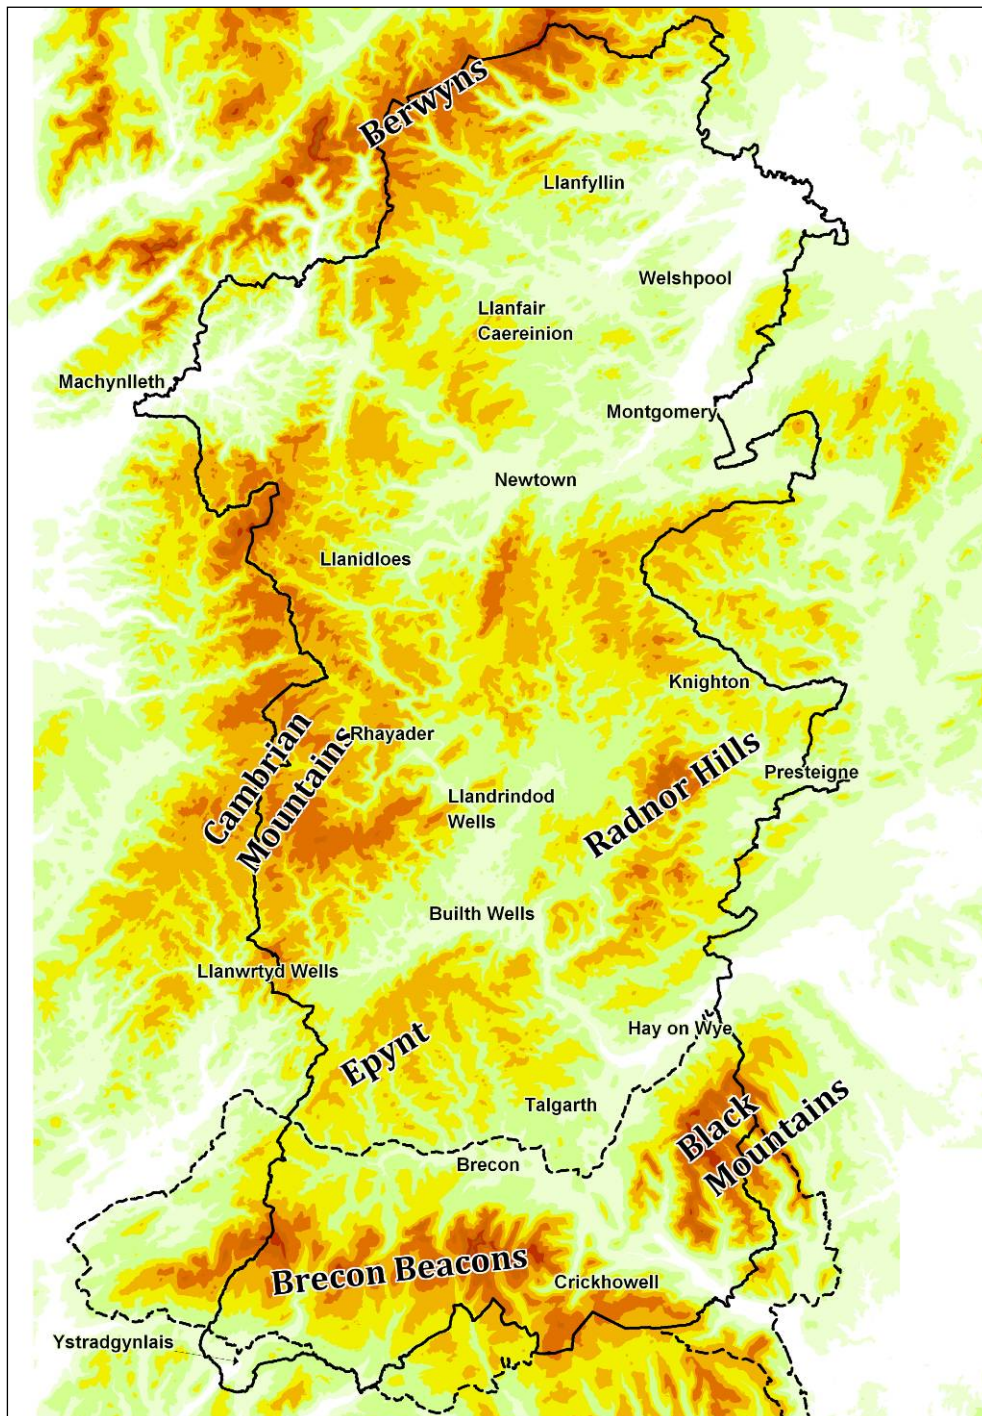 Berwyns
Llanfyllin
Welshpool
Llanfair
Caereinion
Machynlleth
Montgomery
Newtown
Llanidloes
Knighton
Cambrian
Mountains
Rhayader
Radnor Hills
Presteigne
Llandrindod
Wells
Builth Wells
Llanwrtyd Wells
Hay on Wye
Epynt
Talgarth
Black
Mountains
Brecon
Brecon Beacons
Crickhowell
Ystradgynlais